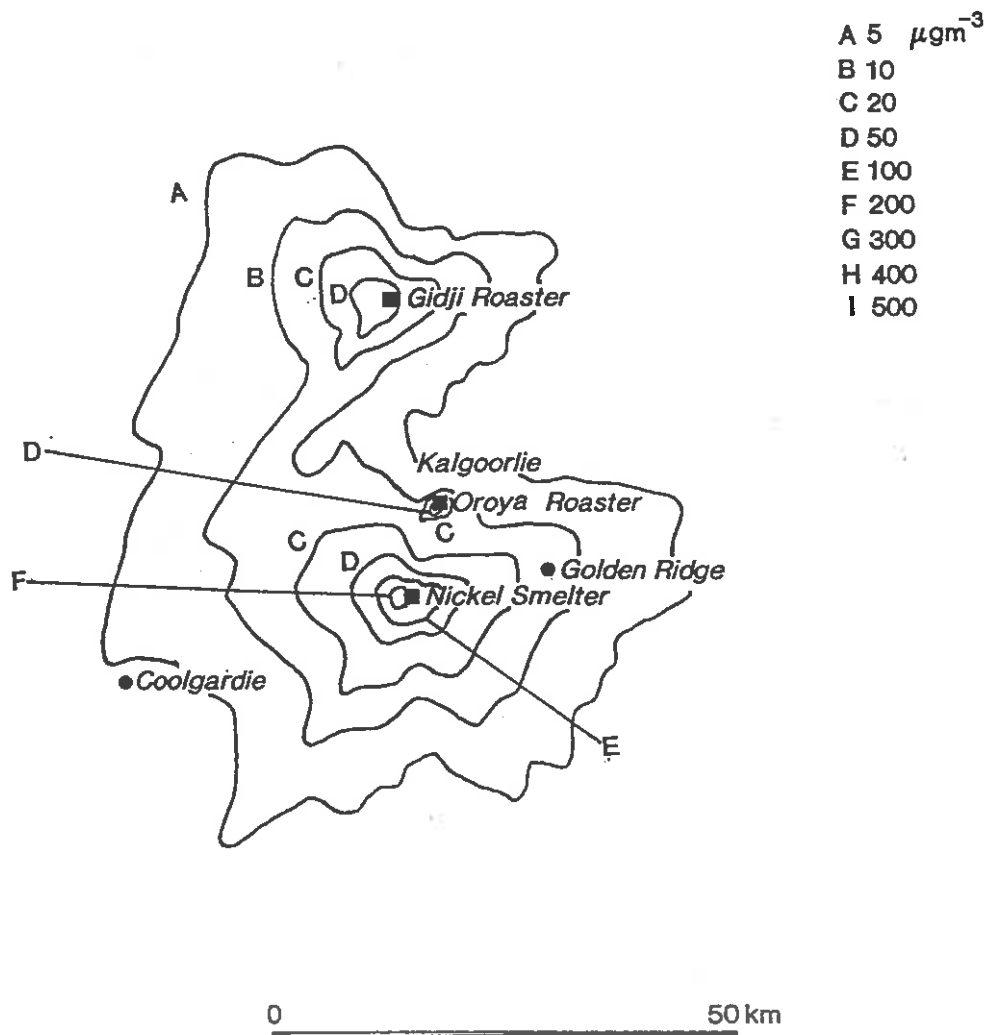 A 5 μgm⁻³
B 10
C 20
D 50
E 100
F 200
G 300
H 400
I 500
A
B
C
D
Gidji Roaster
D
Kalgoorlie
Oroya Roaster
C
C
D
Golden Ridge
F
Nickel Smelter
Coolgardie
E
0 50 km